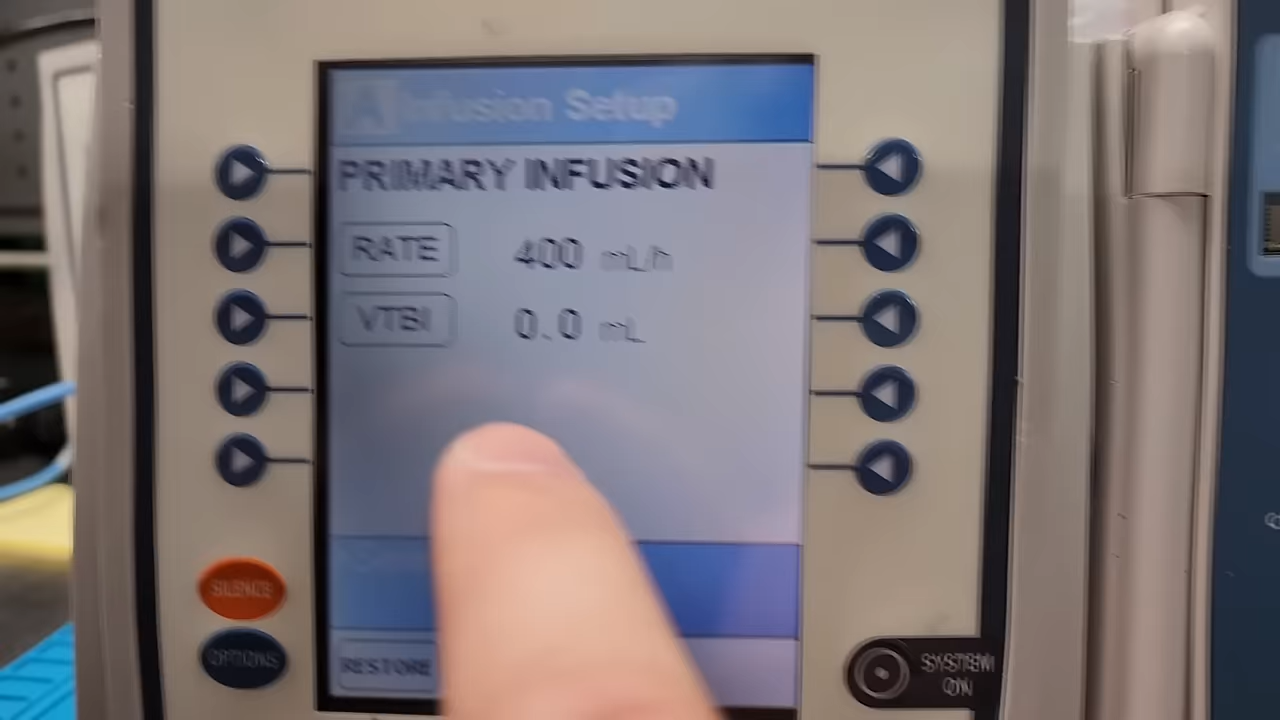 A Infusion Setup
PRIMARY INFUSION
RATE 400 mL/h
VTBI 0.0 mL
SILENCE
OPTIONS
RESTORE
SYSTEM
ON